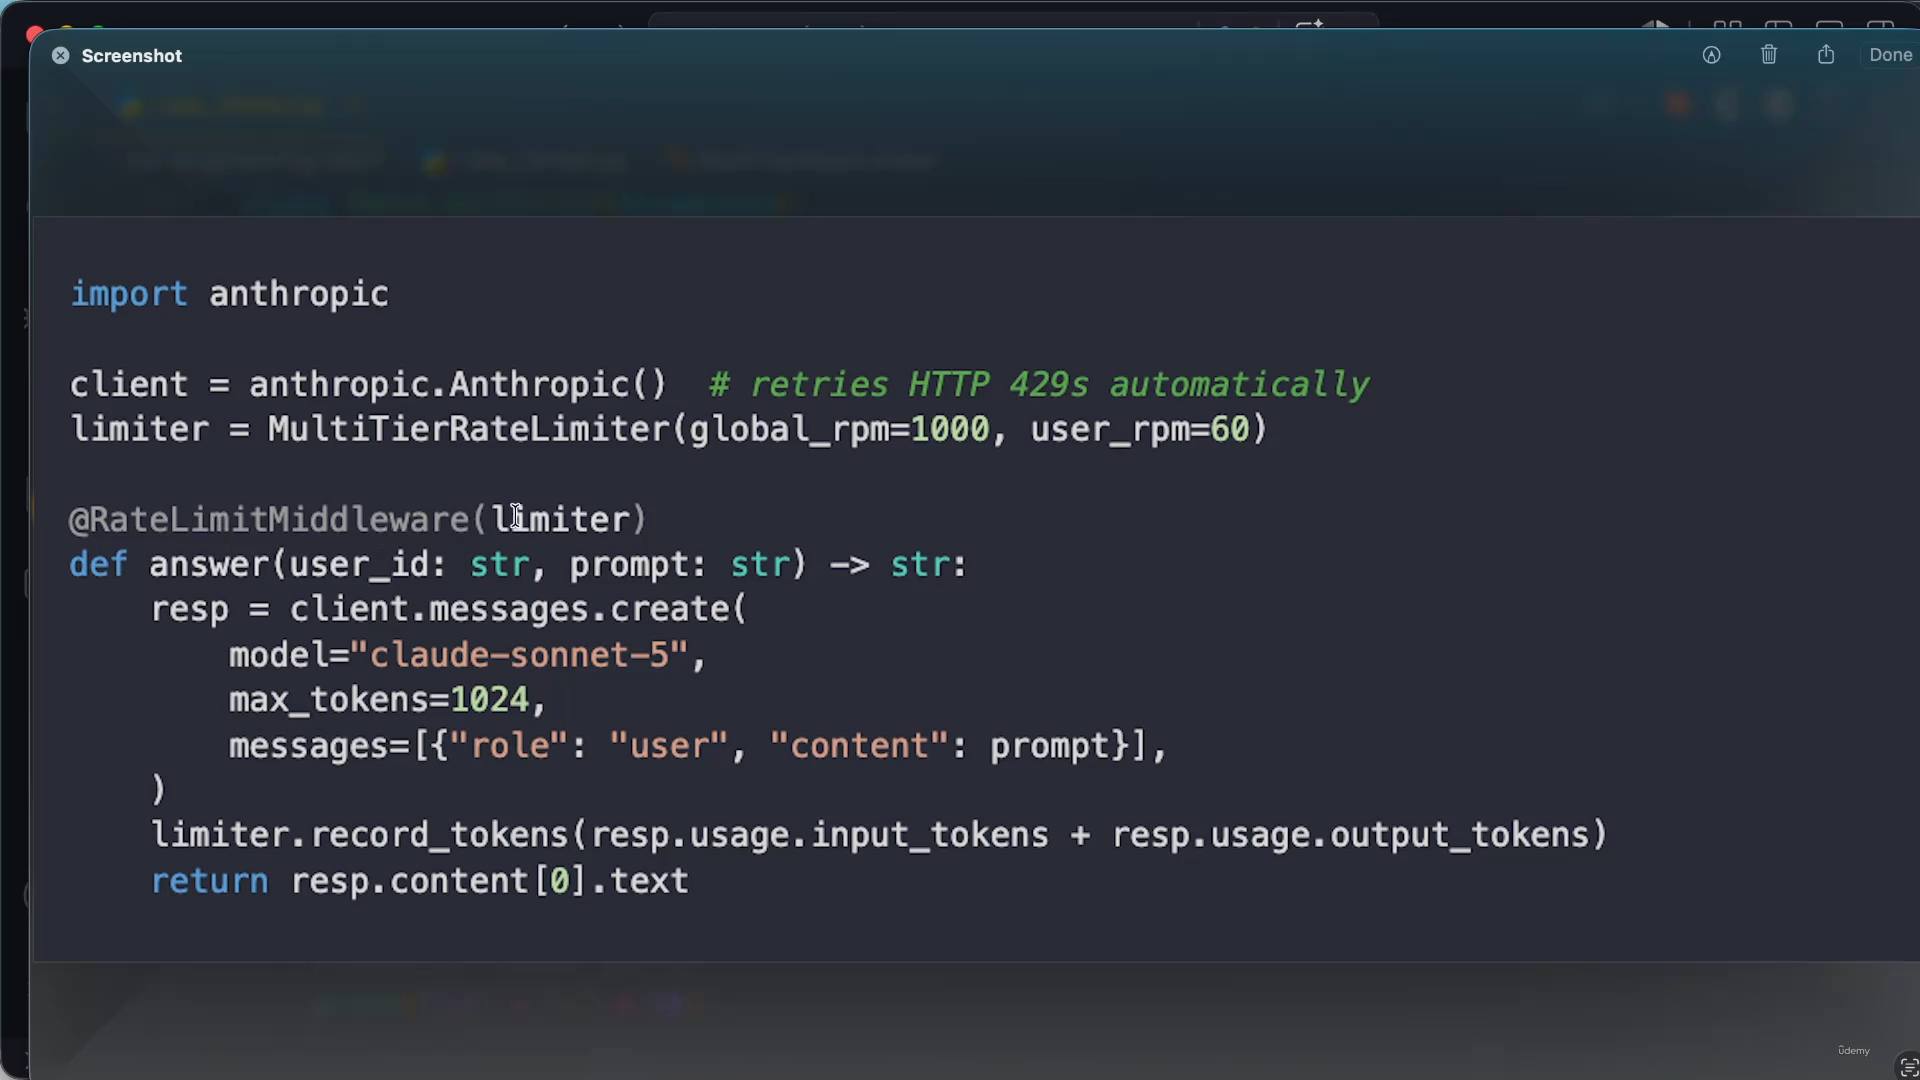 Screenshot
Done
import anthropic
client = anthropic.Anthropic()  # retries HTTP 429s automatically
limiter = MultiTierRateLimiter(global_rpm=1000, user_rpm=60)
@RateLimitMiddleware(limiter)
def answer(user_id: str, prompt: str) -> str:
    resp = client.messages.create(
        model="claude-sonnet-5",
        max_tokens=1024,
        messages=[{"role": "user", "content": prompt}],
    )
    limiter.record_tokens(resp.usage.input_tokens + resp.usage.output_tokens)
    return resp.content[0].text
udemy